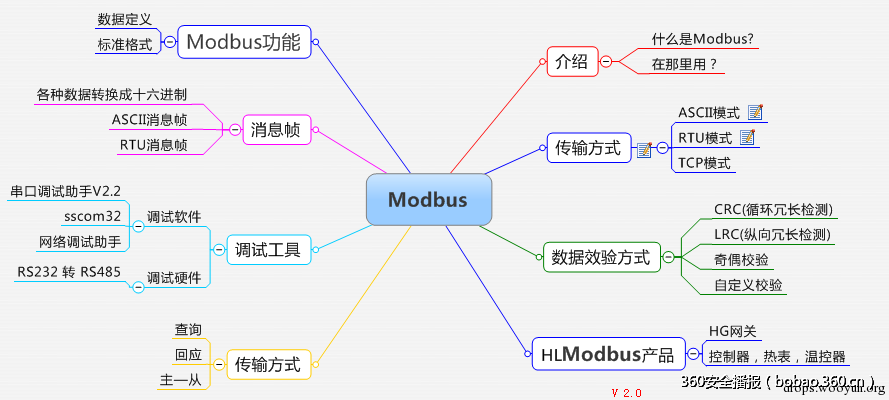 Modbus
介绍
什么是Modbus?
在那里用？
传输方式
ASCII模式
RTU模式
TCP模式
数据效验方式
CRC(循环冗长检测)
LRC(纵向冗长检测)
奇偶校验
自定义校验
HLModbus产品
HG网关
控制器，热表，温控器
Modbus功能
数据定义
标准格式
消息帧
各种数据转换成十六进制
ASCII消息帧
RTU消息帧
调试工具
调试软件
串口调试助手V2.2
sscom32
网络调试助手
调试硬件
RS232 转 RS485
传输方式
查询
回应
主一从
V 2.0
360安全播报（bobao.360.cn）
drops.wooyun.org